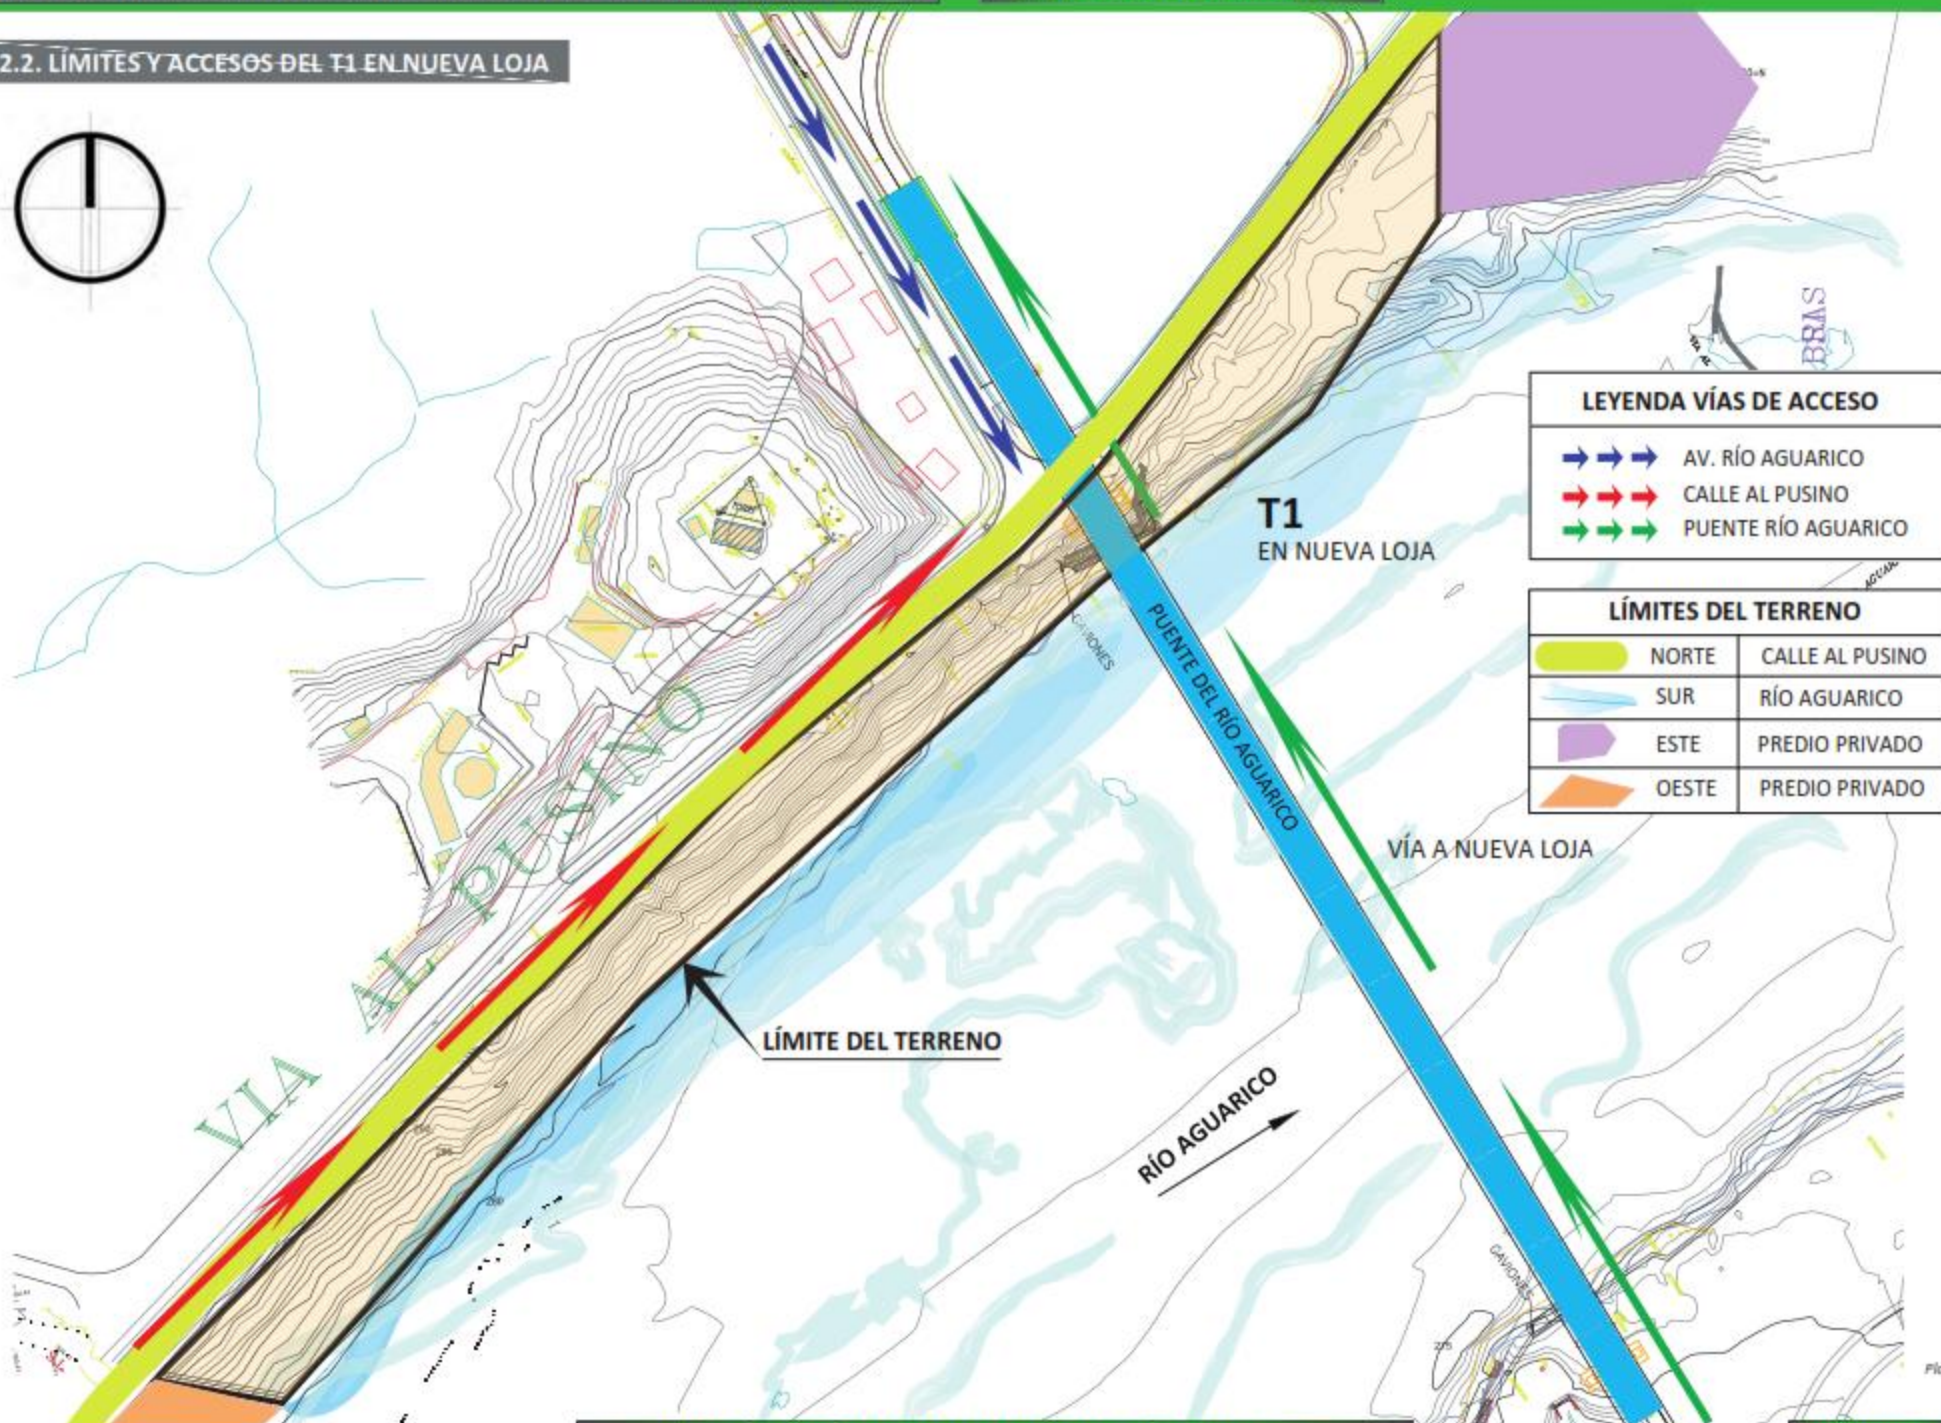 2.2. LÍMITES Y ACCESOS DEL T1 EN NUEVA LOJA
BRAS
LEYENDA VÍAS DE ACCESO
AV. RÍO AGUARICO
CALLE AL PUSINO
PUENTE RÍO AGUARICO
T1
EN NUEVA LOJA
LÍMITES DEL TERRENO
NORTE CALLE AL PUSINO
SUR RÍO AGUARICO
ESTE PREDIO PRIVADO
OESTE PREDIO PRIVADO
GAVIONES
PUENTE DEL RÍO AGUARICO
VÍA A NUEVA LOJA
VIA AL PUSINO
LÍMITE DEL TERRENO
RÍO AGUARICO
GAVIONES
275